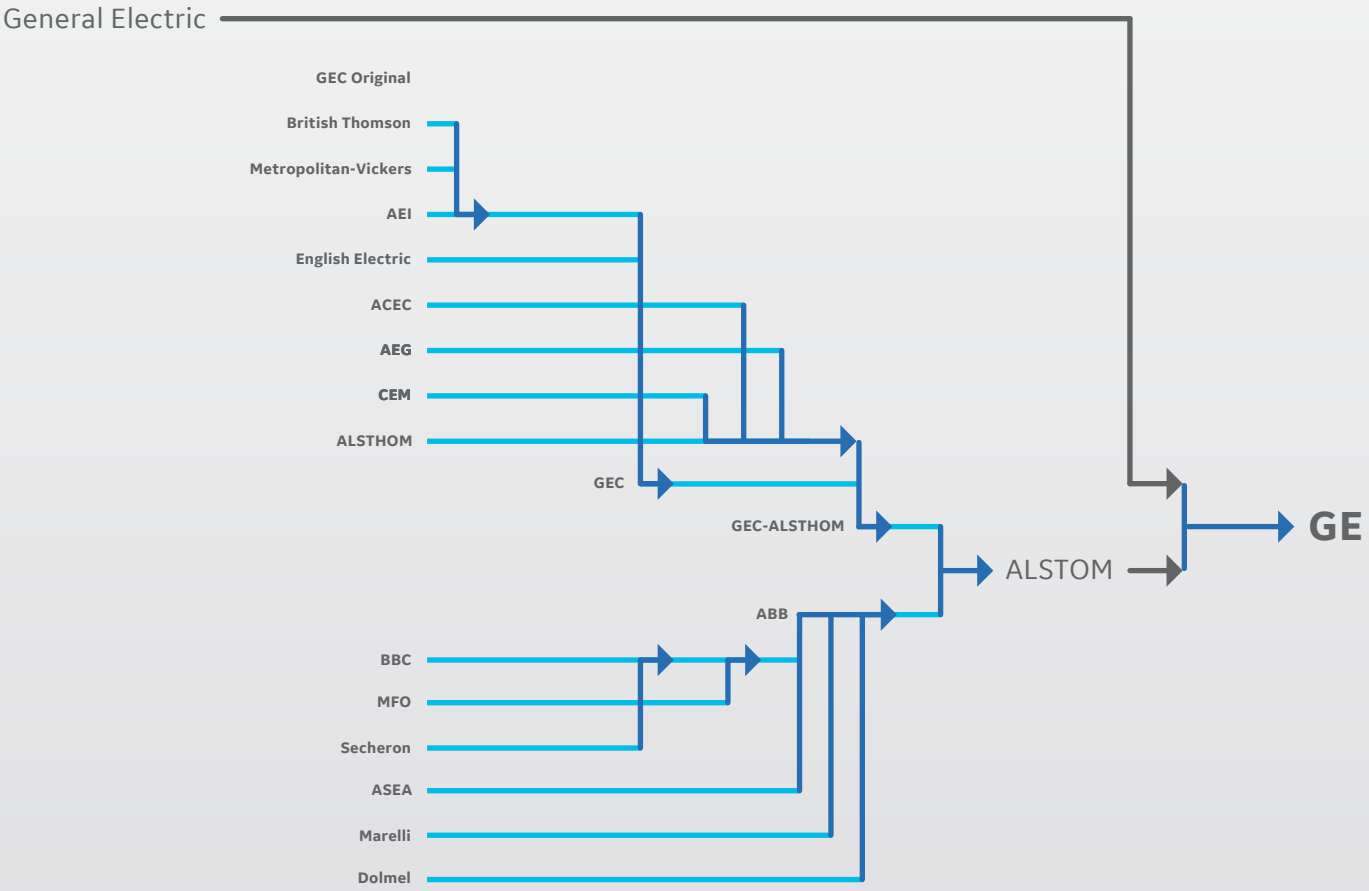 General Electric
GEC Original
British Thomson
Metropolitan-Vickers
AEI
English Electric
ACEC
AEG
CEM
ALSTHOM
GEC
GEC-ALSTHOM
GE
ALSTOM
ABB
BBC
MFO
Secheron
ASEA
Marelli
Dolmel